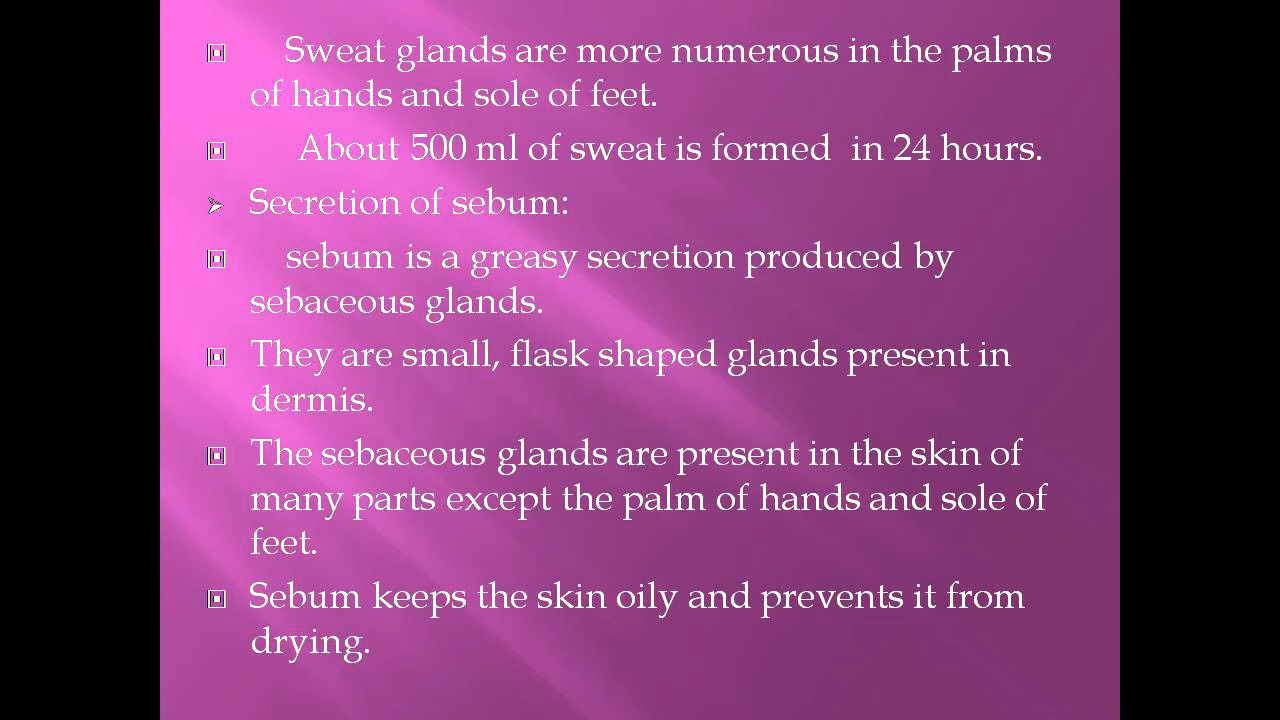 Sweat glands are more numerous in the palms
of hands and sole of feet.
About 500 ml of sweat is formed in 24 hours.
Secretion of sebum:
sebum is a greasy secretion produced by
sebaceous glands.
They are small, flask shaped glands present in
dermis.
The sebaceous glands are present in the skin of
many parts except the palm of hands and sole of
feet.
Sebum keeps the skin oily and prevents it from
drying.